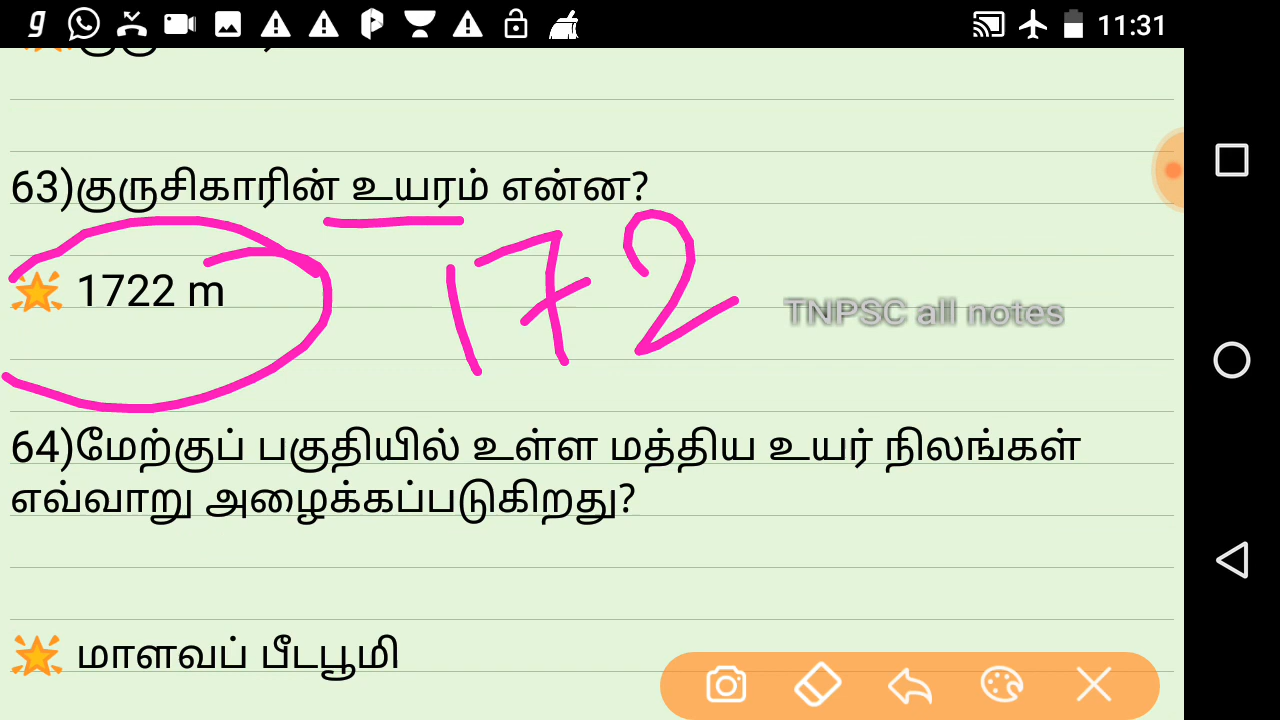 11:31
63)குருசிகாரின் உயரம் என்ன?
1722 m
172
TNPSC all notes
64)மேற்குப் பகுதியில் உள்ள மத்திய உயர் நிலங்கள்
எவ்வாறு அழைக்கப்படுகிறது?
மாளவப் பீடபூமி